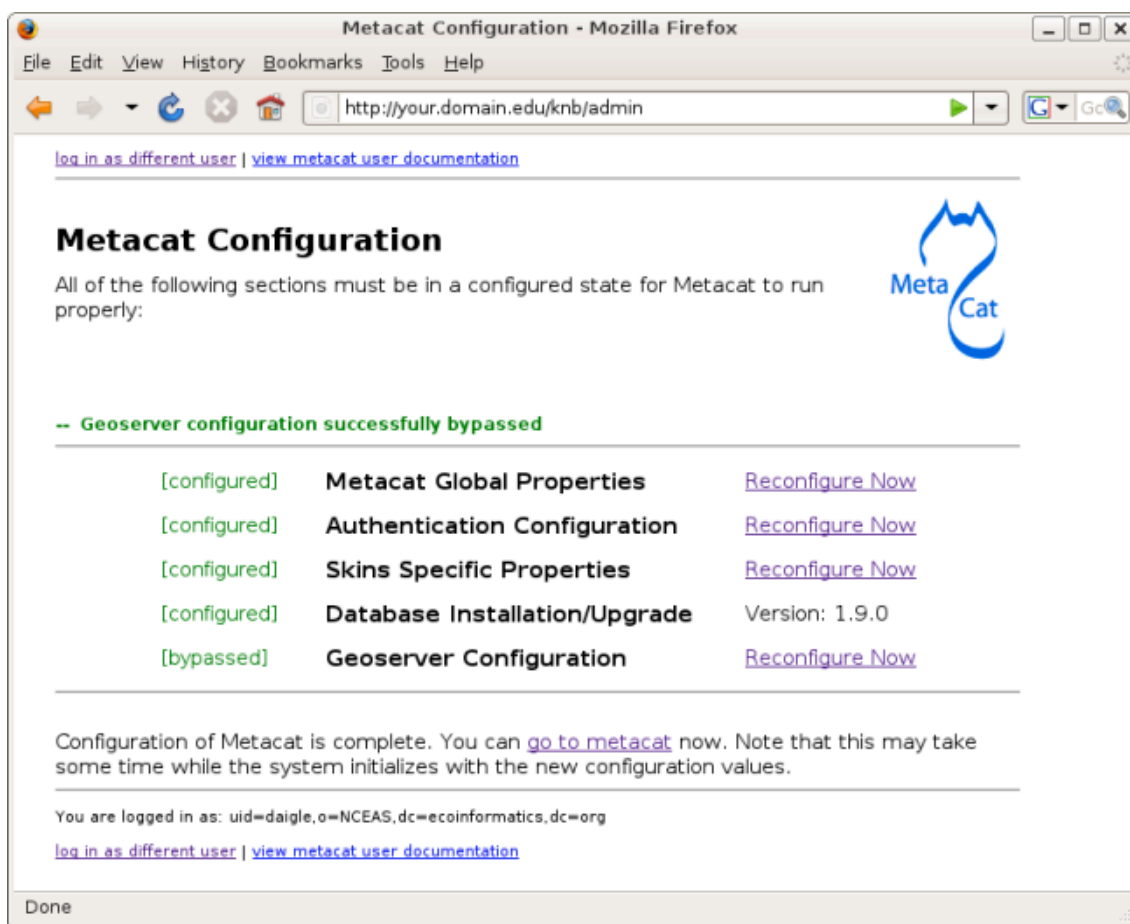 Metacat Configuration - Mozilla Firefox
File Edit View History Bookmarks Tools Help
http://your.domain.edu/knb/admin
G
log in as different user | view metacat user documentation
Metacat Configuration
All of the following sections must be in a configured state for Metacat to run
properly:
Meta
Cat
-- Geoserver configuration successfully bypassed
[configured] Metacat Global Properties Reconfigure Now
[configured] Authentication Configuration Reconfigure Now
[configured] Skins Specific Properties Reconfigure Now
[configured] Database Installation/Upgrade Version: 1.9.0
[bypassed] Geoserver Configuration Reconfigure Now
Configuration of Metacat is complete. You can go to metacat now. Note that this may take
some time while the system initializes with the new configuration values.
You are logged in as: uid=daigle,o=NCEAS,dc=ecoinformatics,dc=org
log in as different user | view metacat user documentation
Done